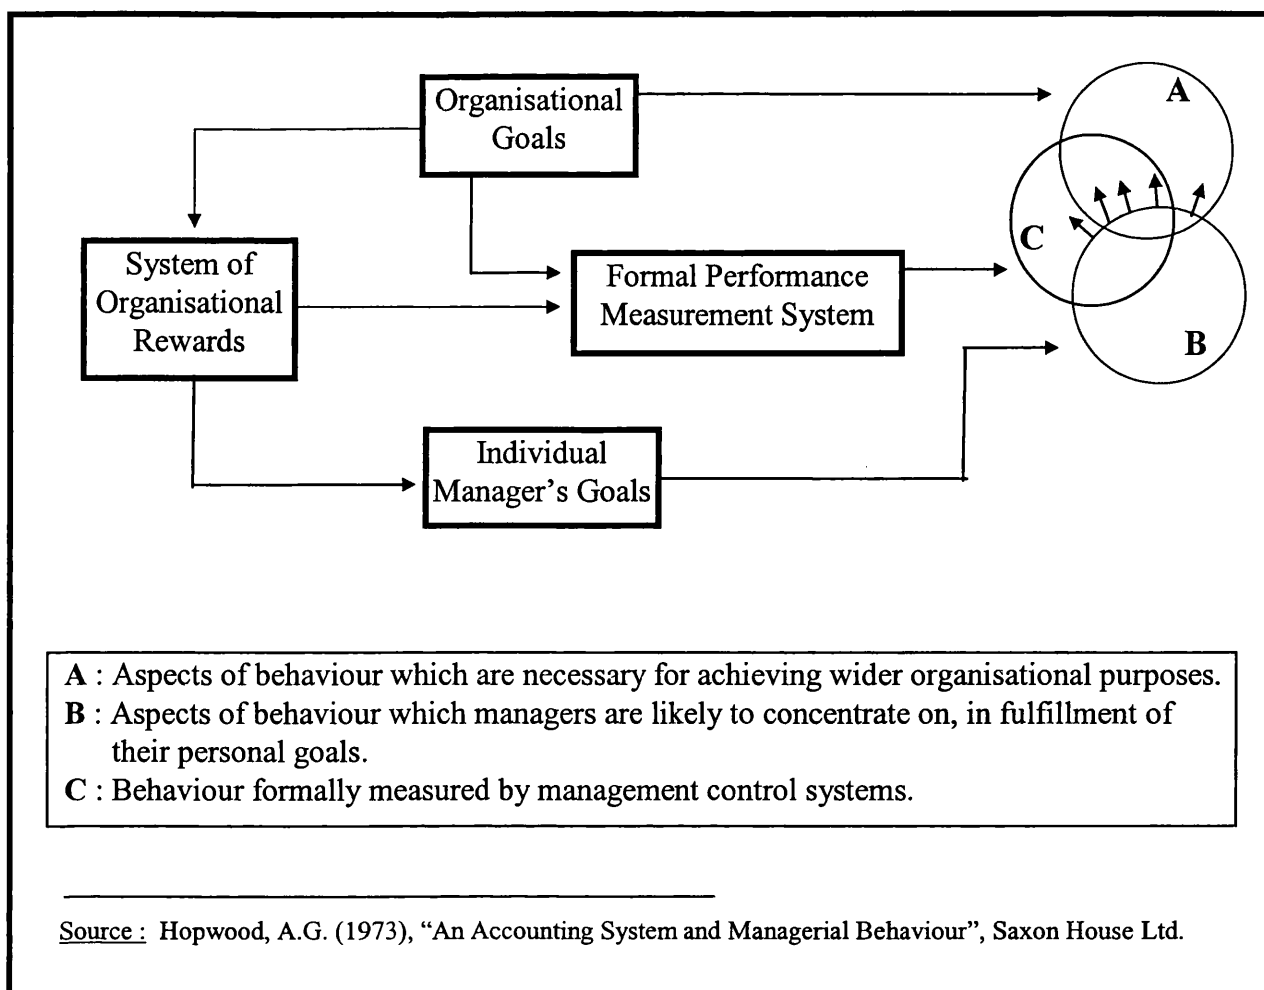 Organisational
Goals
A
System of
Organisational
Rewards
Formal Performance
Measurement System
C
B
Individual
Manager's Goals
A : Aspects of behaviour which are necessary for achieving wider organisational purposes.
B : Aspects of behaviour which managers are likely to concentrate on, in fulfillment of
their personal goals.
C : Behaviour formally measured by management control systems.
Source : Hopwood, A.G. (1973), “An Accounting System and Managerial Behaviour”, Saxon House Ltd.